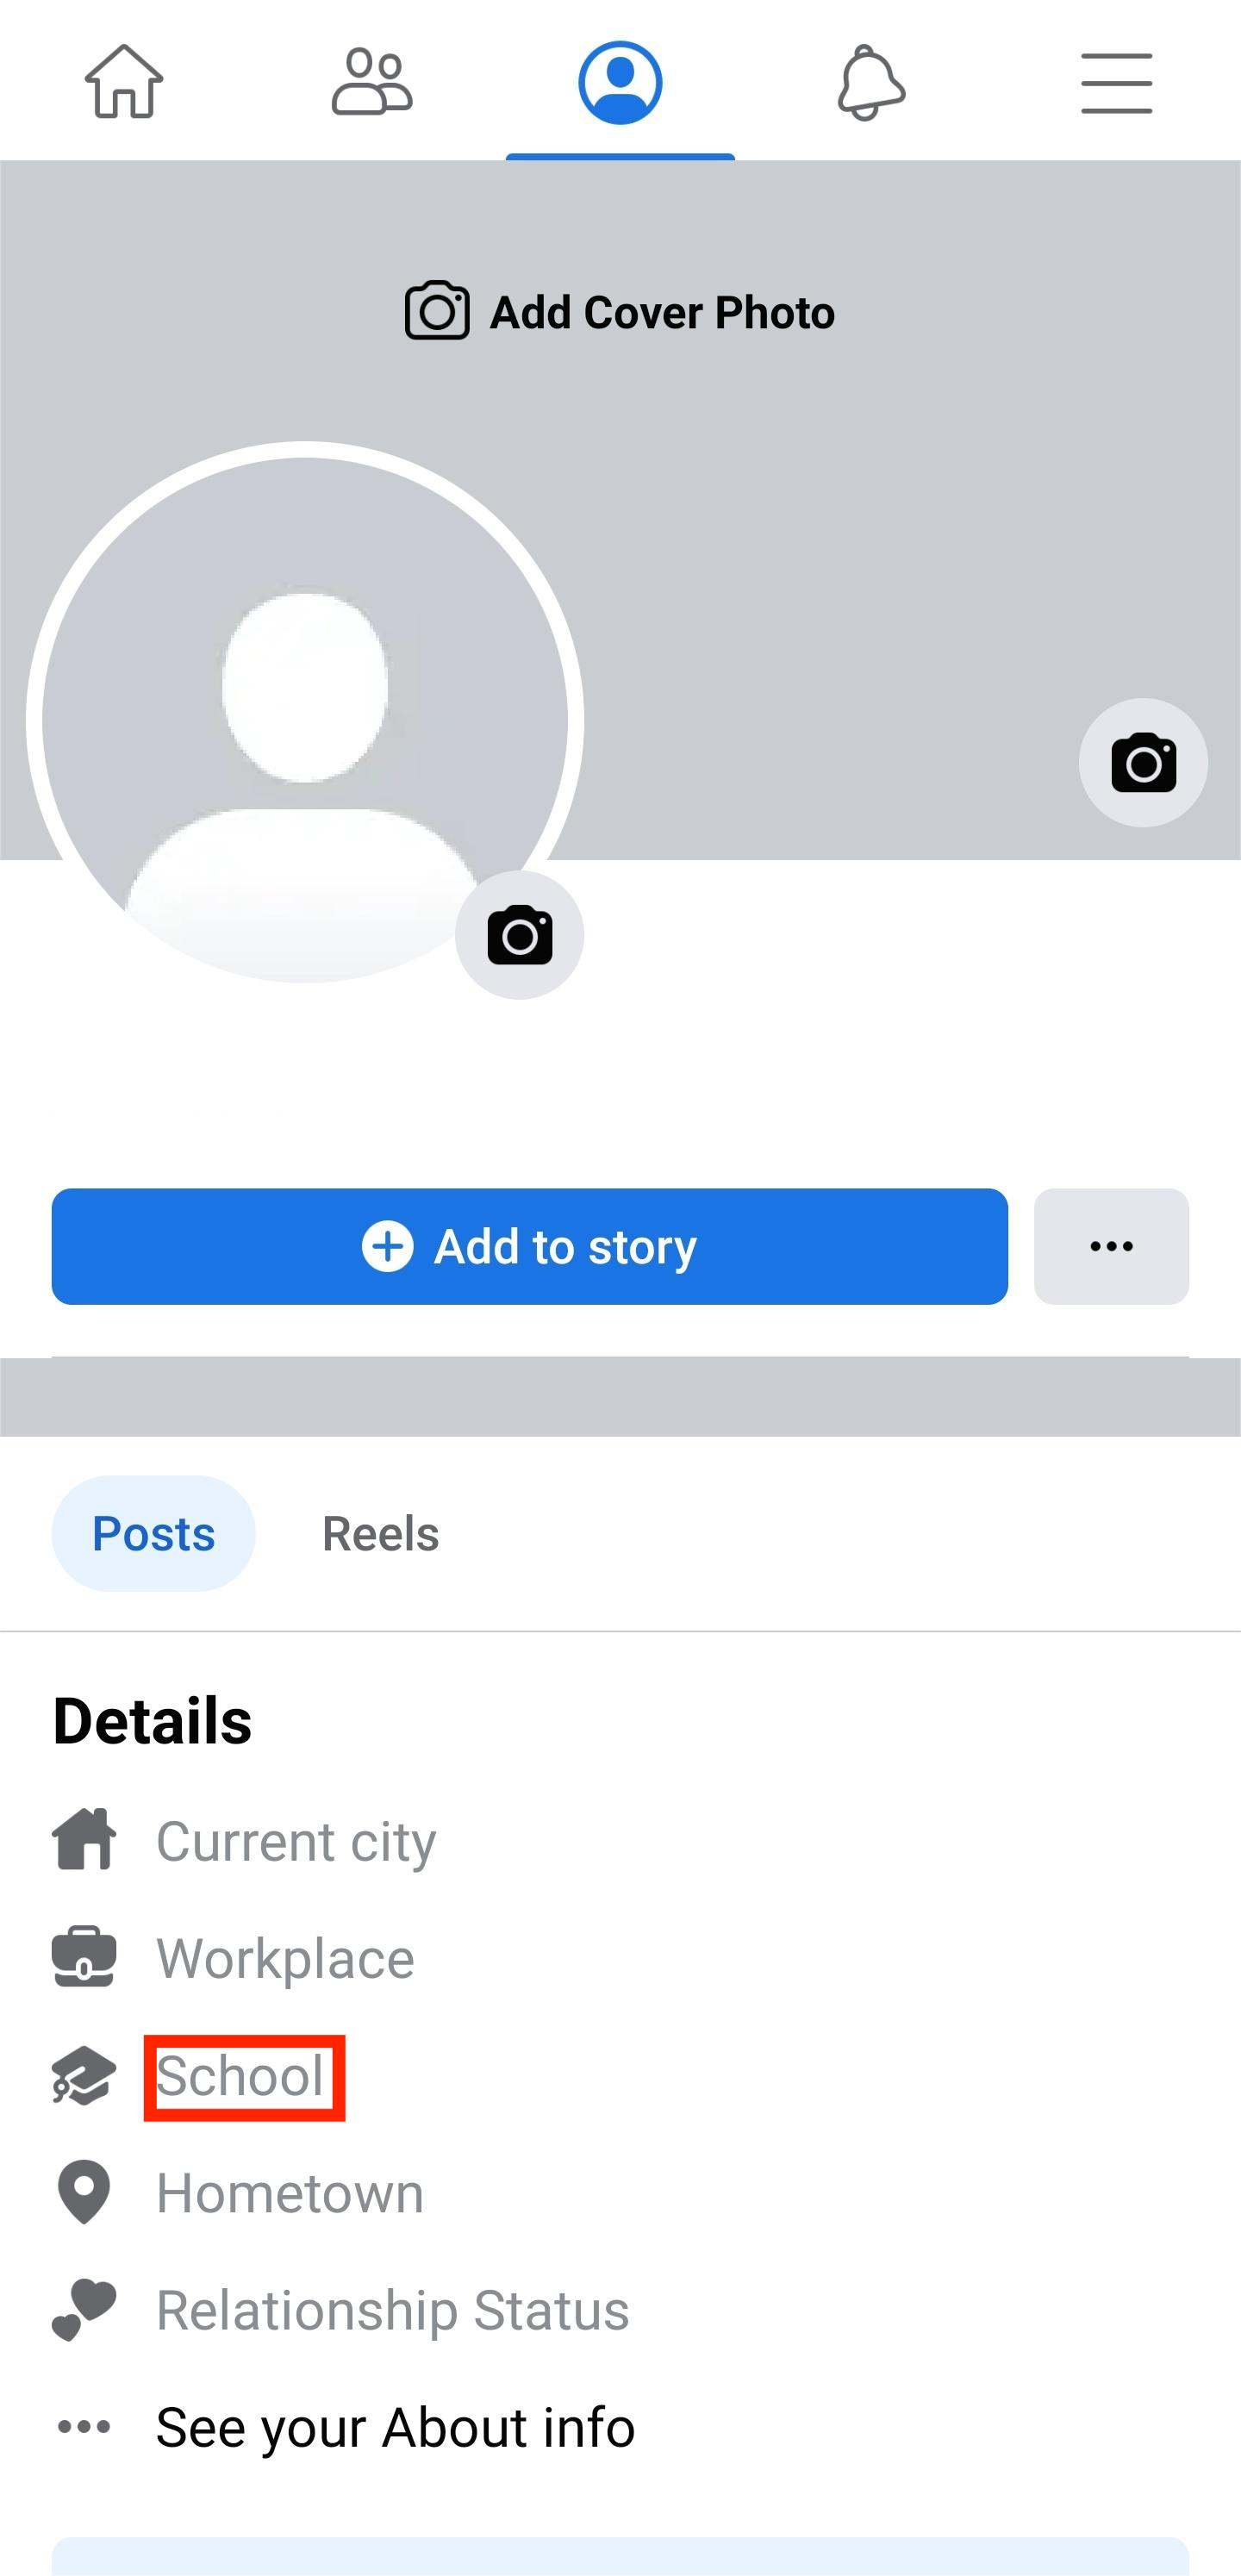 Add Cover Photo
Add to story
Posts Reels
Details
Current city
Workplace
School
Hometown
Relationship Status
See your About info